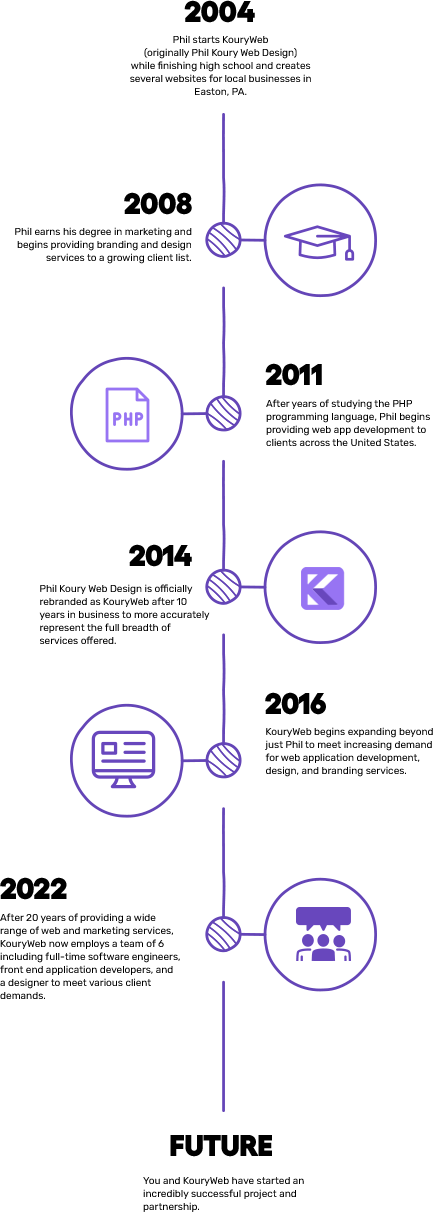 2004
Phil starts KouryWeb
(originally Phil Koury Web Design)
while finishing high school and creates
several websites for local businesses in
Easton, PA.
2008
Phil earns his degree in marketing and
begins providing branding and design
services to a growing client list.
2011
After years of studying the PHP
programming language, Phil begins
providing web app development to
clients across the United States.
PHP
2014
Phil Koury Web Design is officially
rebranded as KouryWeb after 10
years in business to more accurately
represent the full breadth of
services offered.
2016
KouryWeb begins expanding beyond
just Phil to meet increasing demand
for web application development,
design, and branding services.
2022
After 20 years of providing a wide
range of web and marketing services,
KouryWeb now employs a team of 6
including full-time software engineers,
front end application developers, and
a designer to meet various client
demands.
FUTURE
You and KouryWeb have started an
incredibly successful project and
partnership.